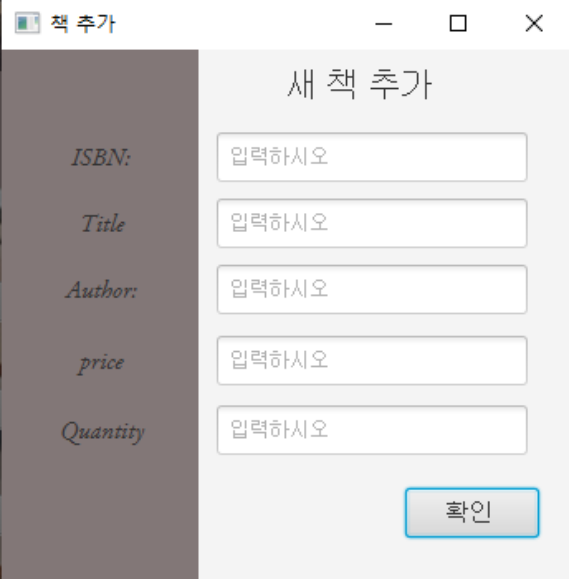 책 추가
새 책 추가
ISBN: 입력하시오
Title 입력하시오
Author: 입력하시오
price 입력하시오
Quantity 입력하시오
확인